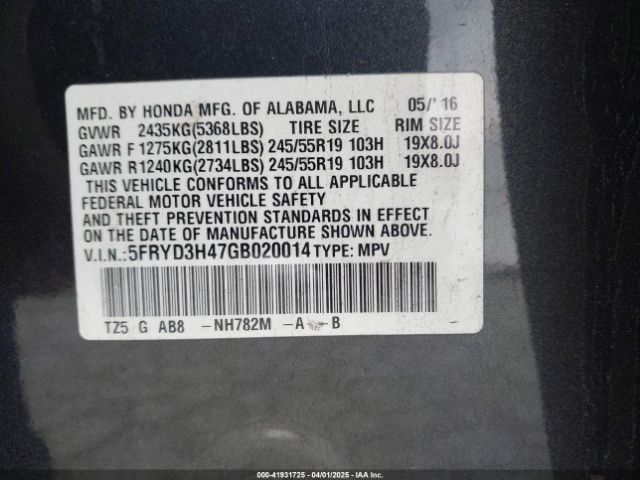 MFD. BY HONDA MFG. OF ALABAMA, LLC 05/' 16
GVWR 2435KG(5368LBS) TIRE SIZE RIM SIZE
GAWR F 1275KG(2811LBS) 245/55R19 103H 19X8.0J
GAWR R 1240KG(2734LBS) 245/55R19 103H 19X8.0J
THIS VEHICLE CONFORMS TO ALL APPLICABLE
FEDERAL MOTOR VEHICLE SAFETY
AND THEFT PREVENTION STANDARDS IN EFFECT
ON THE DATE OF MANUFACTURE SHOWN ABOVE.
V.I.N.:5FRYD3H47GB020014 TYPE: MPV
TZ5 G AB8 -NH782M -A -B
000-41931725 - 04/01/2025 - IAA Inc.